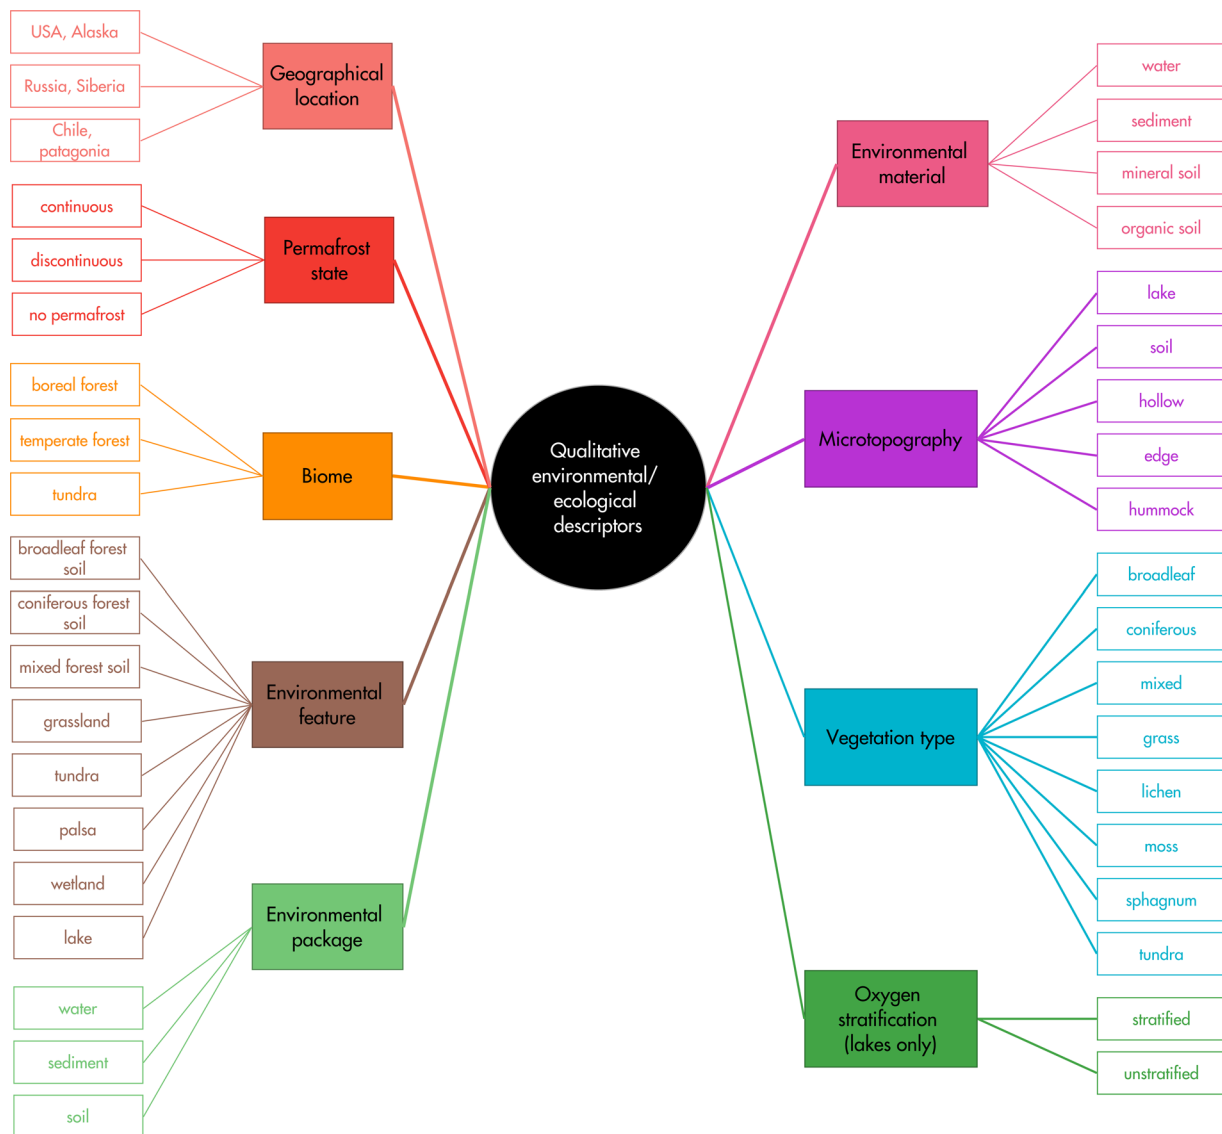 USA, Alaska
Russia, Siberia
Chile,
patagonia
Geographical
location
continuous
discontinuous
no permafrost
Permafrost
state
boreal forest
temperate forest
tundra
Biome
broadleaf forest
soil
coniferous forest
soil
mixed forest soil
grassland
tundra
palsa
wetland
lake
Environmental
feature
water
sediment
soil
Environmental
package
Qualitative
environmental/
ecological
descriptors
Environmental
material
water
sediment
mineral soil
organic soil
Microtopography
lake
soil
hollow
edge
hummock
Vegetation type
broadleaf
coniferous
mixed
grass
lichen
moss
sphagnum
tundra
Oxygen
stratification
(lakes only)
stratified
unstratified